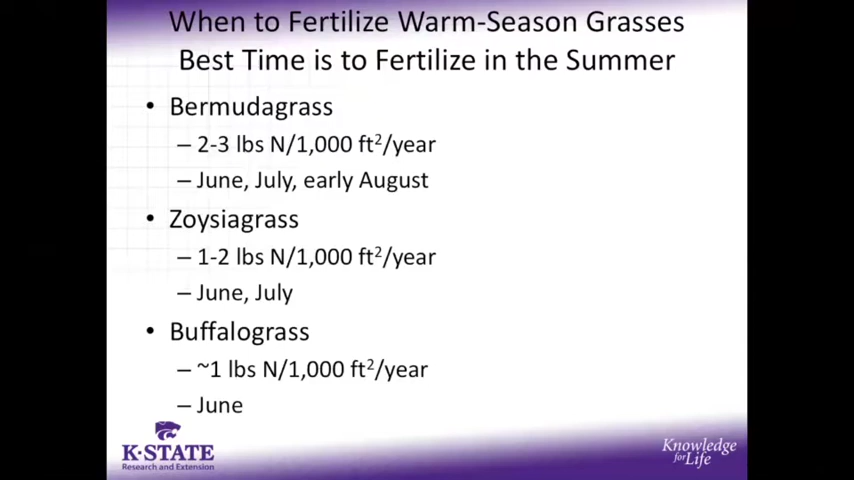 When to Fertilize Warm-Season Grasses
Best Time is to Fertilize in the Summer
• Bermudagrass
– 2-3 lbs N/1,000 ft²/year
– June, July, early August
• Zoysiagrass
– 1-2 lbs N/1,000 ft²/year
– June, July
• Buffalograss
– ~1 lbs N/1,000 ft²/year
– June
K-STATE
Research and Extension
Knowledge
for Life